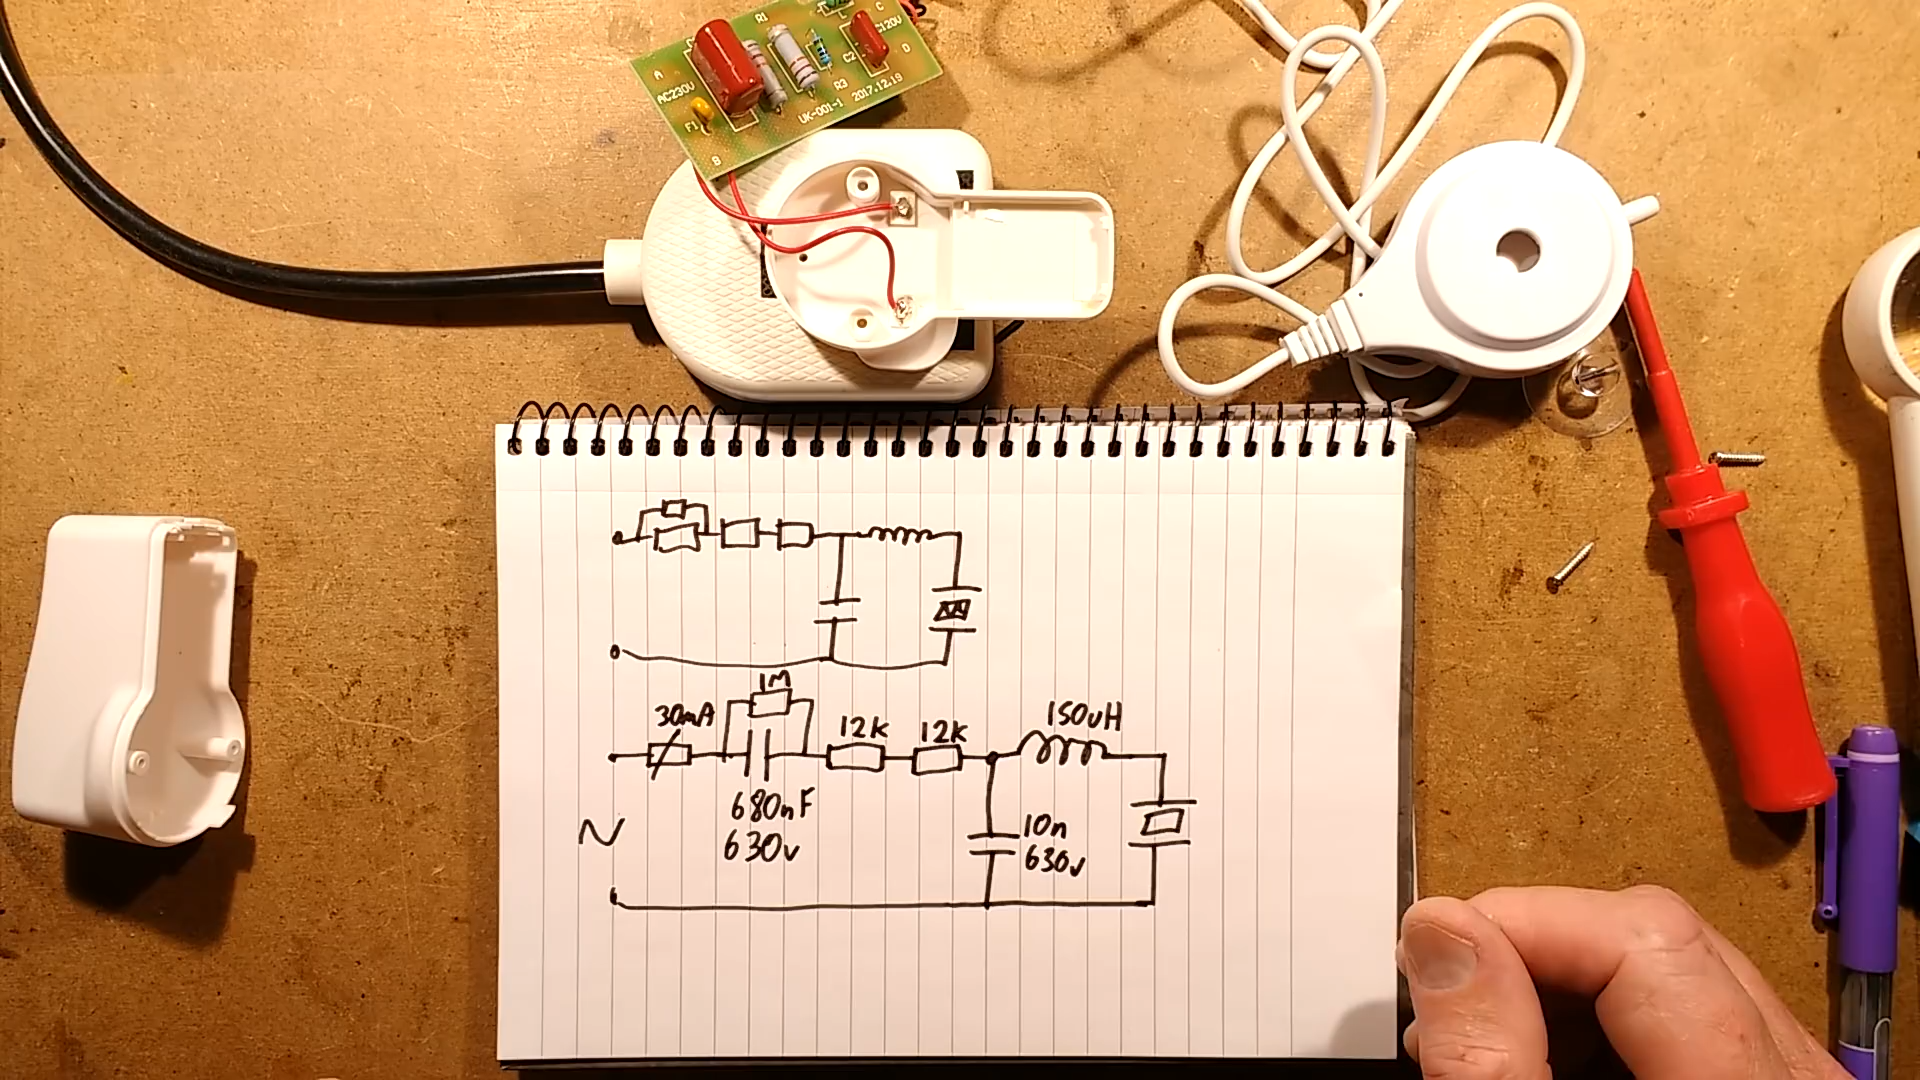 R1
C
C120V
D
C2
R3
A
AC230V
F1
UK-001-1 2017.12.19
B
1M
30mA
12K
12K
150uH
680nF
630v
10n
630v